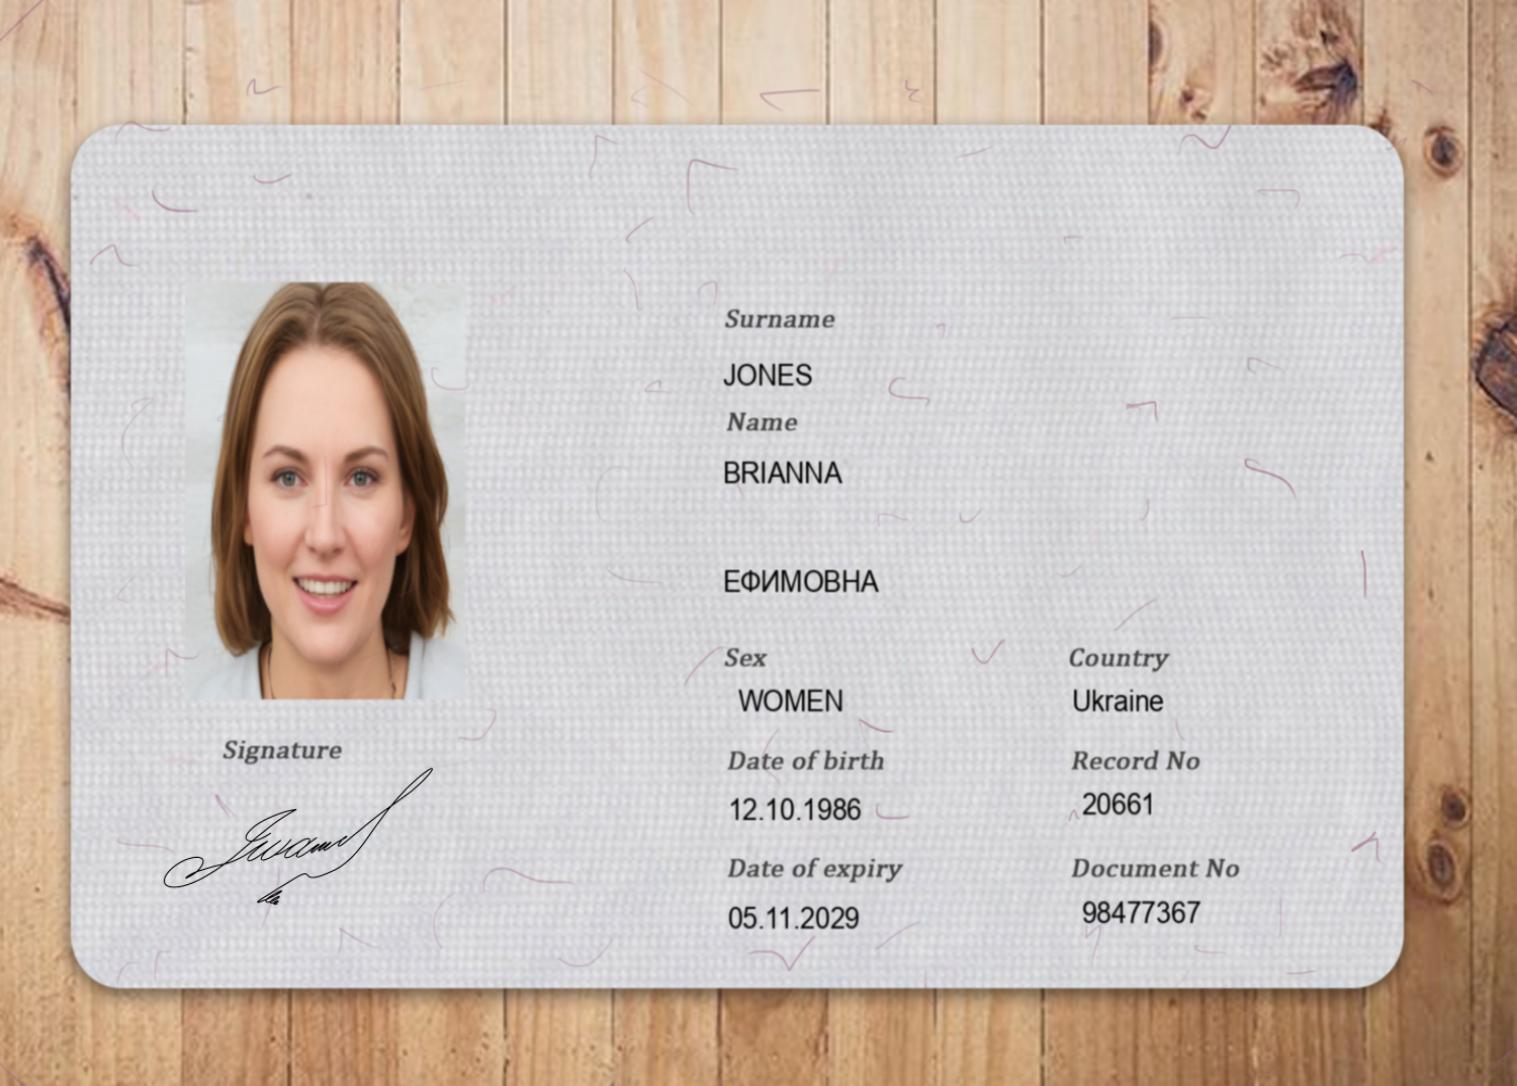 Surname
JONES
Name
BRIANNA
ЕФИМОВНА
Sex Country
WOMEN Ukraine
Signature
Date of birth Record No
12.10.1986 20661
Date of expiry Document No
05.11.2029 98477367